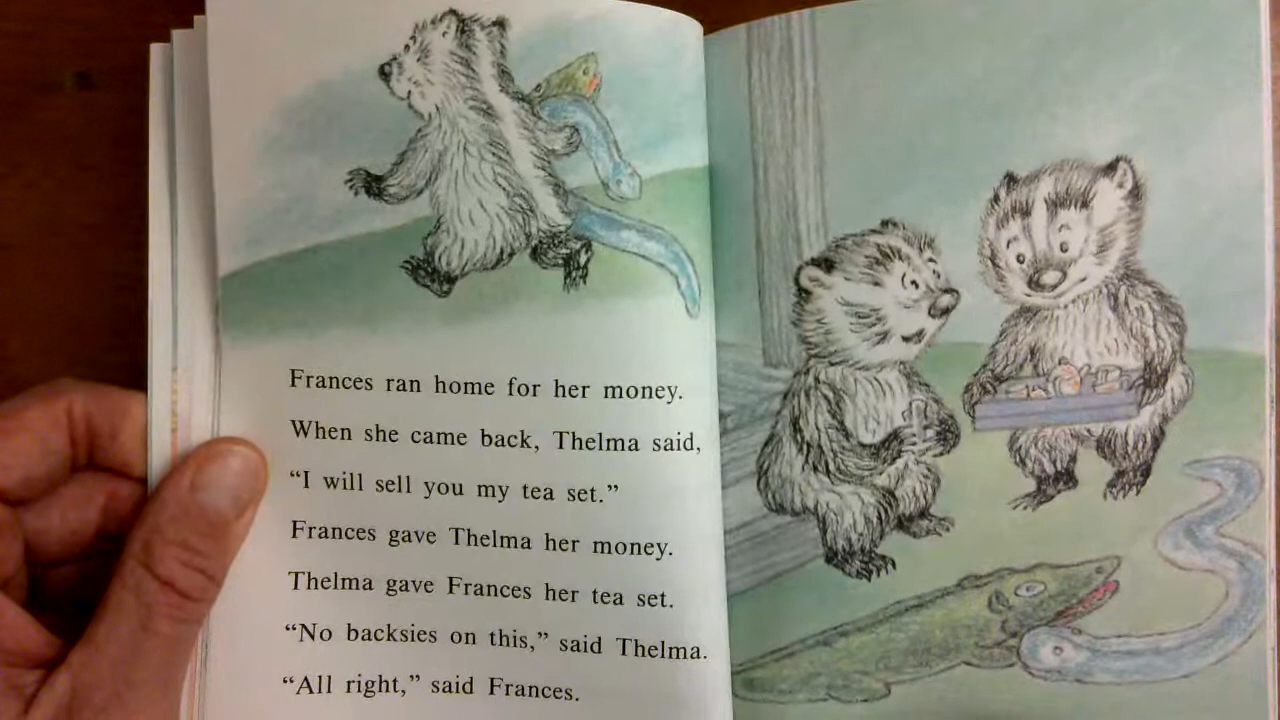 Frances ran home for her money.
When she came back, Thelma said,
“I will sell you my tea set.”
Frances gave Thelma her money.
Thelma gave Frances her tea set.
“No backsies on this,” said Thelma.
“All right,” said Frances.